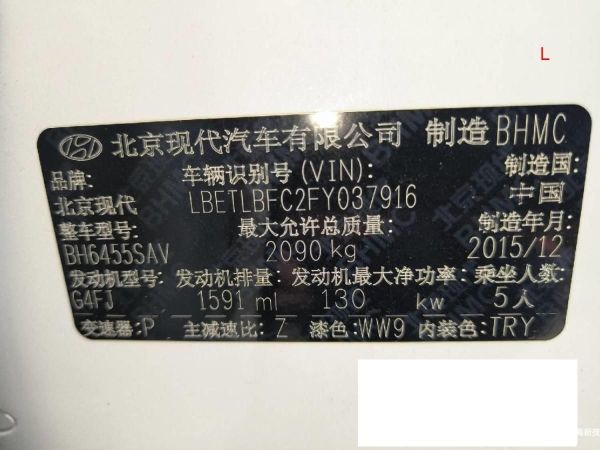 L
北京现代汽车有限公司 制造BHMC
品牌: 车辆识别号(VIN): 制造国:
北京现代 LBETLBFC2FY037916 中国
整车型号: 最大允许总质量: 制造年月:
BH6455SAV 2090 kg 2015/12
发动机型号: 发动机排量: 发动机最大净功率: 乘坐人数:
G4FJ 1591 ml 130 kw 5人
变速器:P 主减速比: Z 漆色:WW9 内装色:TRY